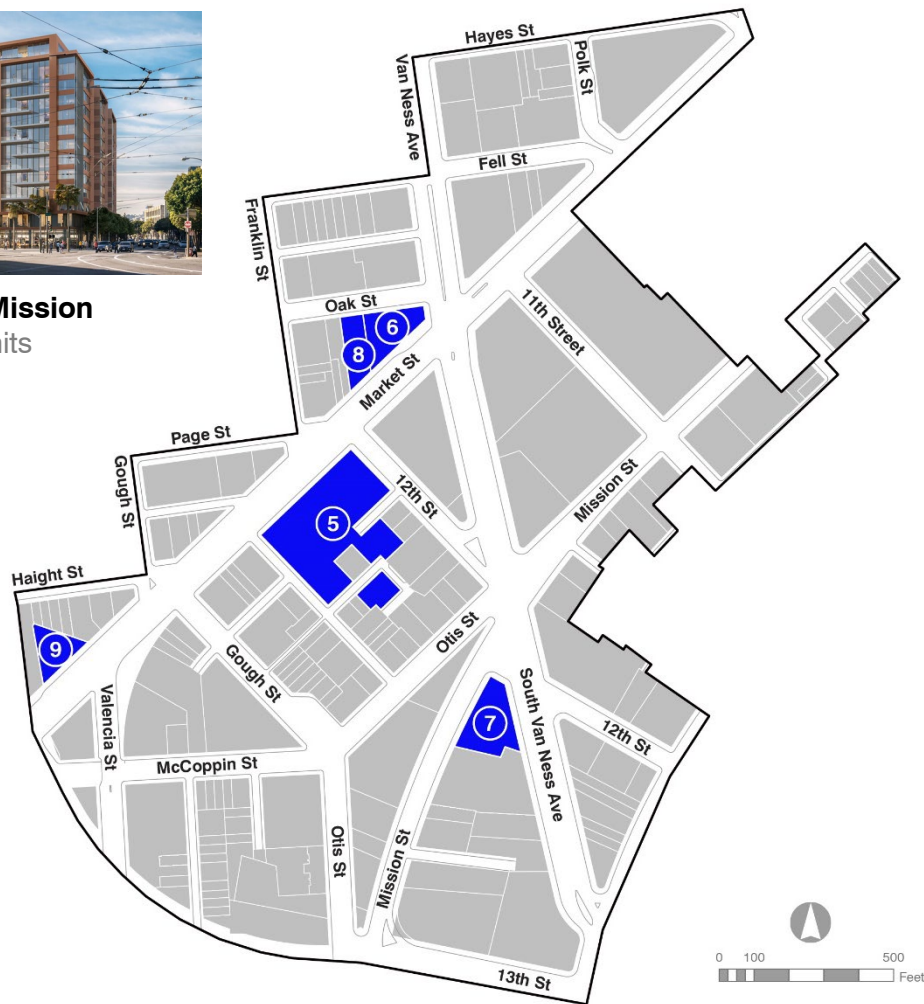 Mission
Hayes St
Polk St
Van Ness Ave
Fell St
Franklin St
Oak St
11th Street
6
8
Market St
Page St
Gough St
12th St
Mission St
5
Haight St
9
Otis St
Gough St
Valencia St
7
South Van Ness Ave
12th St
McCoppin St
Otis St
Mission St
13th St
0 100 500
Feet